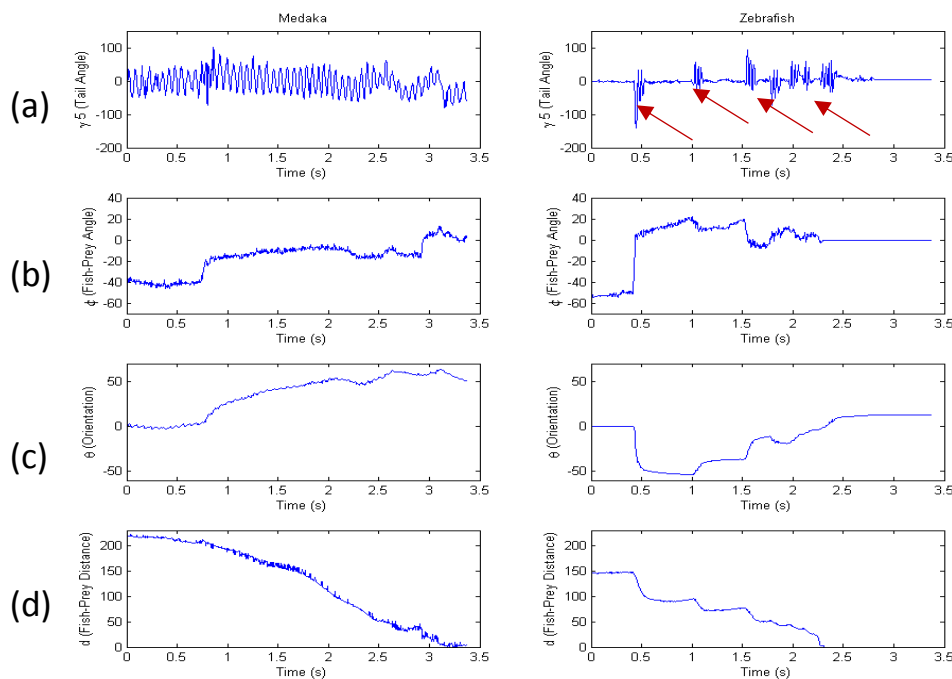 Medaka
Zebrafish
(a)
γ 5 (Tail Angle)
100
0
-100
-200
0 0.5 1 1.5 2 2.5 3 3.5
Time (s)
γ 5 (Tail Angle)
100
0
-100
-200
0 0.5 1 1.5 2 2.5 3 3.5
Time (s)
(b)
ϕ (Fish-Prey Angle)
40
20
0
-20
-40
-60
0 0.5 1 1.5 2 2.5 3 3.5
Time (s)
ϕ (Fish-Prey Angle)
40
20
0
-20
-40
-60
0 0.5 1 1.5 2 2.5 3 3.5
Time (s)
(c)
θ (Orientation)
50
0
-50
0 0.5 1 1.5 2 2.5 3 3.5
Time (s)
θ (Orientation)
50
0
-50
0 0.5 1 1.5 2 2.5 3 3.5
Time (s)
(d)
d (Fish-Prey Distance)
200
150
100
50
0
0 0.5 1 1.5 2 2.5 3 3.5
Time (s)
d (Fish-Prey Distance)
200
150
100
50
0
0 0.5 1 1.5 2 2.5 3 3.5
Time (s)